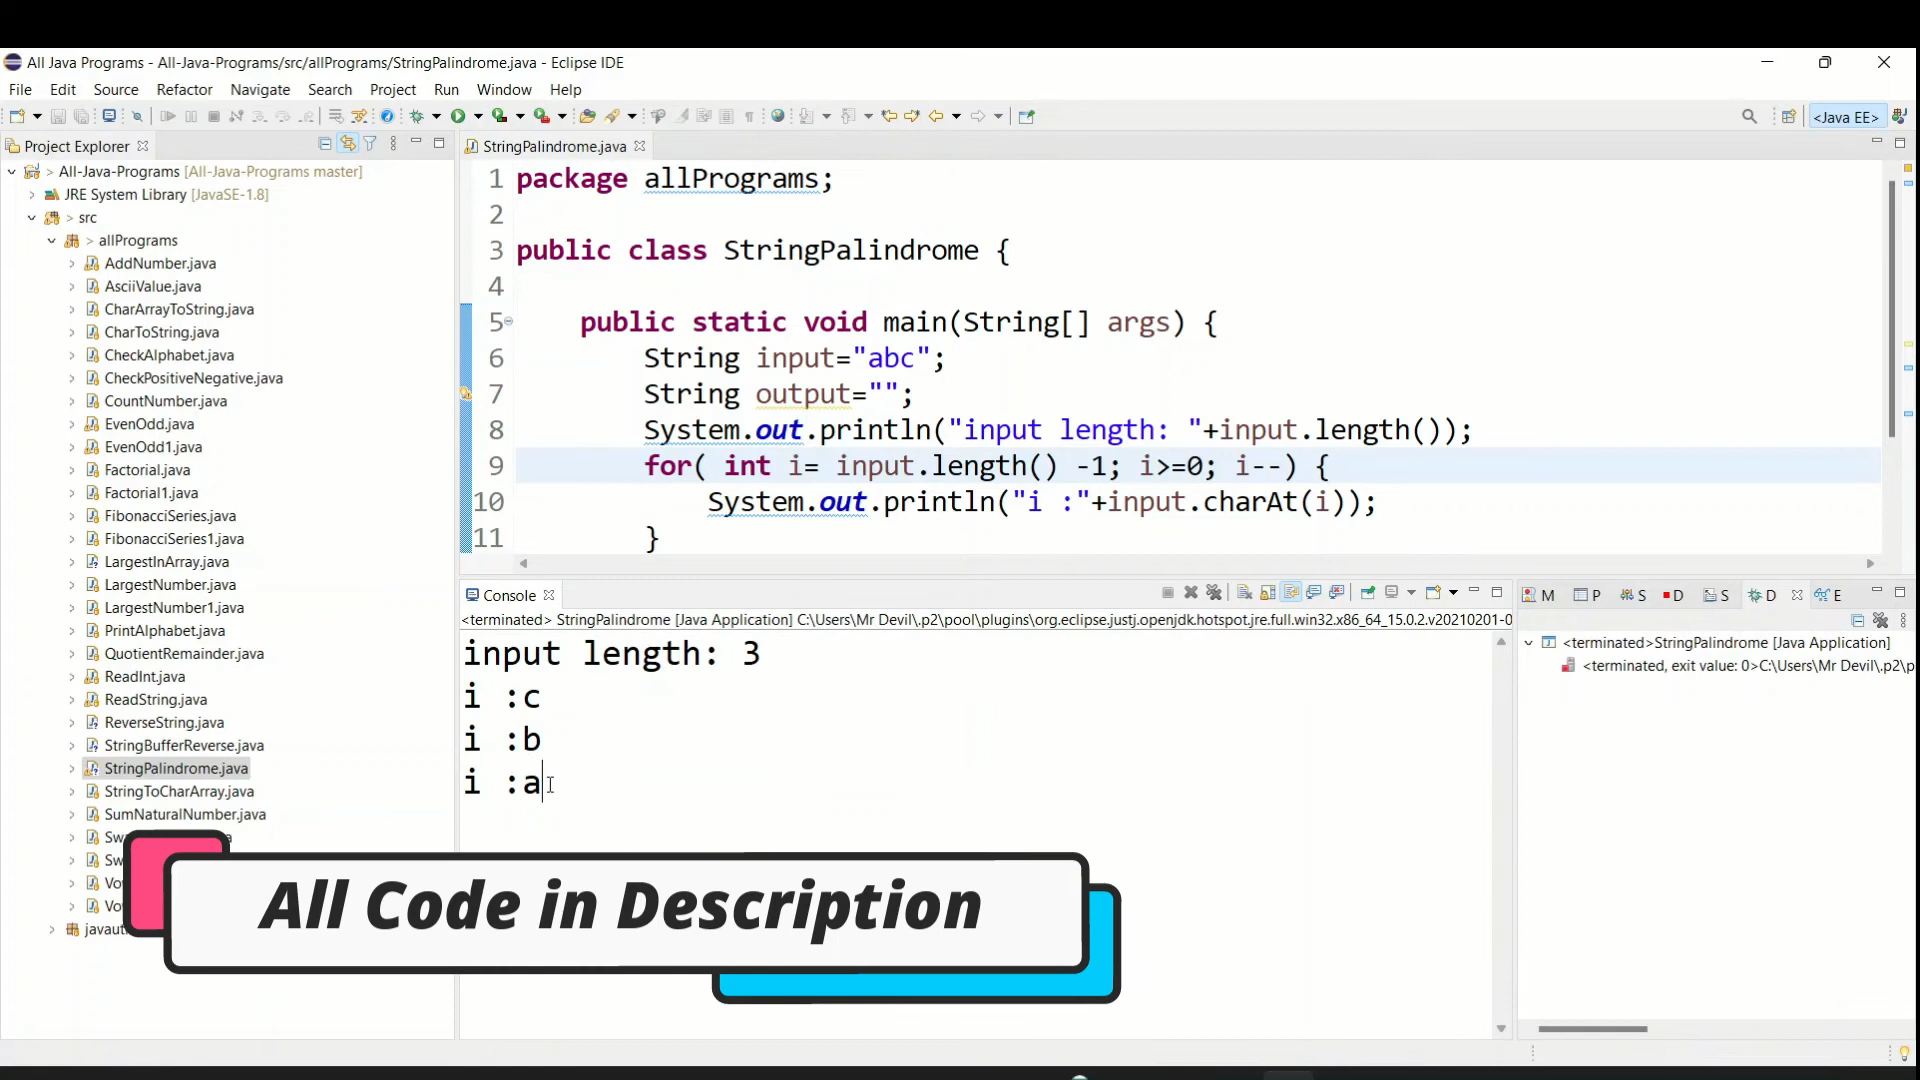 All Java Programs - All-Java-Programs/src/allPrograms/StringPalindrome.java - Eclipse IDE
File Edit Source Refactor Navigate Search Project Run Window Help
<Java EE>
Project Explorer
All-Java-Programs [All-Java-Programs master]
JRE System Library [JavaSE-1.8]
src
allPrograms
AddNumber.java
AsciiValue.java
CharArrayToString.java
CharToString.java
CheckAlphabet.java
CheckPositiveNegative.java
CountNumber.java
EvenOdd.java
EvenOdd1.java
Factorial.java
Factorial1.java
FibonacciSeries.java
FibonacciSeries1.java
LargestInArray.java
LargestNumber.java
LargestNumber1.java
PrintAlphabet.java
QuotientRemainder.java
ReadInt.java
ReadString.java
ReverseString.java
StringBufferReverse.java
StringPalindrome.java
StringToCharArray.java
SumNaturalNumber.java
StringPalindrome.java
1 package allPrograms;
2
3 public class StringPalindrome {
4
5 public static void main(String[] args) {
6 String input="abc";
7 String output="";
8 System.out.println("input length: "+input.length());
9 for( int i= input.length() -1; i>=0; i--) {
10 System.out.println("i :"+input.charAt(i));
11 }
Console
<terminated> StringPalindrome [Java Application] C:\Users\Mr Devil\.p2\pool\plugins\org.eclipse.justj.openjdk.hotspot.jre.full.win32.x86_64_15.0.2.v20210201-0
input length: 3
i :c
i :b
i :a
M P S D S D E
<terminated>StringPalindrome [Java Application]
<terminated, exit value: 0>C:\Users\Mr Devil\.p2\p
All Code in Description